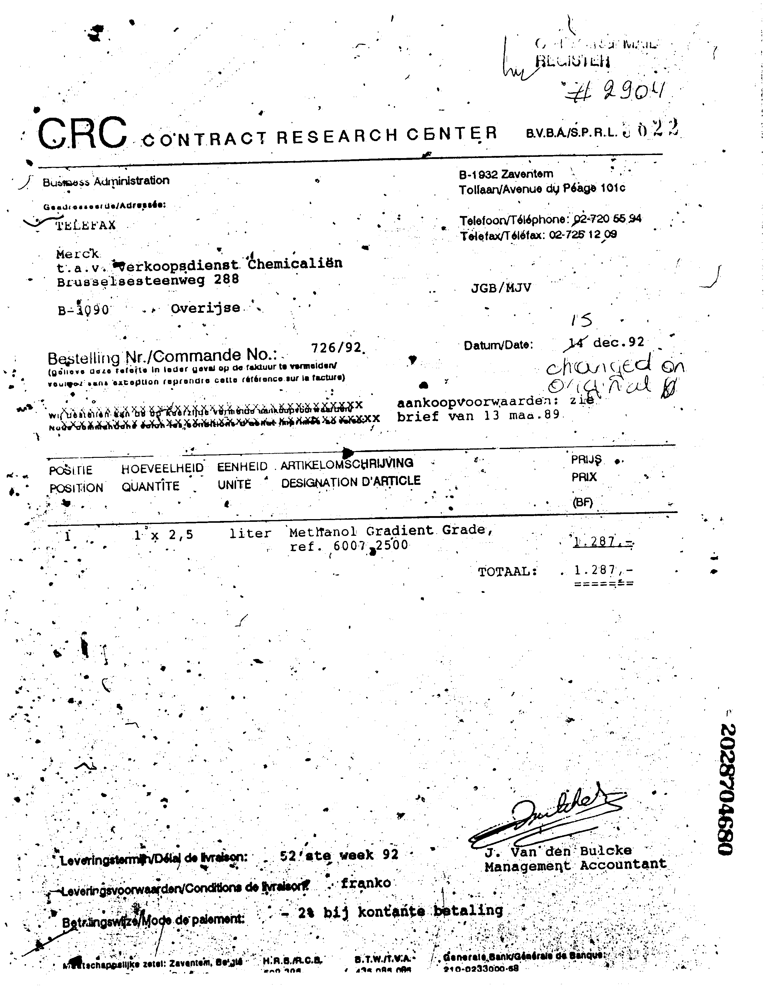 REGISTER
# 2904
CRC CONTRACT RESEARCH CENTER B.V.B.A./S.P.R.L. 022
Business Administration
B-1932 Zaventem
Tollaan/Avenue du Péage 101c
Geadresseerde/Adressée:
TELEFAX
Telefoon/Téléphone: 02-720 55 94
Telefax/Téléfax: 02-725 12 09
Merck
t.a.v. Verkoopsdienst Chemicaliën
Brusselsesteenweg 288
JGB/MJV
B-3090 Overijse
15
Bestelling Nr./Commande No.: 726/92
Datum/Date: 14 dec.92
(gelieve deze referte in ieder geval op de faktuur te vermelden/
veuillez sans exception reprendre cette référence sur la facture)
changed on
original
aankoopvoorwaarden: zie
brief van 13 maa.89
POSITIE HOEVEELHEID EENHEID ARTIKELOMSCHRIJVING PRIJS
POSITION QUANTITE UNITE DESIGNATION D'ARTICLE PRIX
(BF)
1 1 x 2,5 liter Methanol Gradient Grade,
ref. 6007.2500 1.287,-
TOTAAL: 1.287,-
=======
2028704680
Leveringstermijn/Délai de livraison: 52'ste week 92
J. Van den Bulcke
Management Accountant
Leveringsvoorwaarden/Conditions de livraison: franko
Betalingswijze/Mode de paiement: - 2% bij kontante betaling
Maatschappelijke zetel: Zaventem, België H.R.B./R.C.B. B.T.W./T.V.A. Generale Bank/Générale de Banque:
210-0233000-68